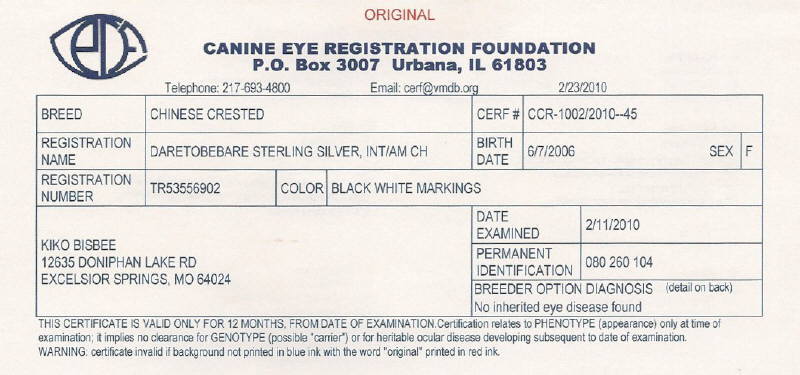 ORIGINAL
CANINE EYE REGISTRATION FOUNDATION
P.O. Box 3007 Urbana, IL 61803
Telephone: 217-693-4800 Email: cerf@vmdb.org 2/23/2010
BREED CHINESE CRESTED CERF # CCR-1002/2010--45
REGISTRATION NAME DARETOBEBARE STERLING SILVER, INT/AM CH BIRTH DATE 6/7/2006 SEX F
REGISTRATION NUMBER TR53556902 COLOR BLACK WHITE MARKINGS
DATE EXAMINED 2/11/2010
KIKO BISBEE
12635 DONIPHAN LAKE RD
EXCELSIOR SPRINGS, MO 64024
PERMANENT IDENTIFICATION 080 260 104
BREEDER OPTION DIAGNOSIS (detail on back)
No inherited eye disease found
THIS CERTIFICATE IS VALID ONLY FOR 12 MONTHS, FROM DATE OF EXAMINATION.Certification relates to PHENOTYPE (appearance) only at time of
examination; it implies no clearance for GENOTYPE (possible "carrier") or for heritable ocular disease developing subsequent to date of examination.
WARNING: certificate invalid if background not printed in blue ink with the word "original" printed in red ink.